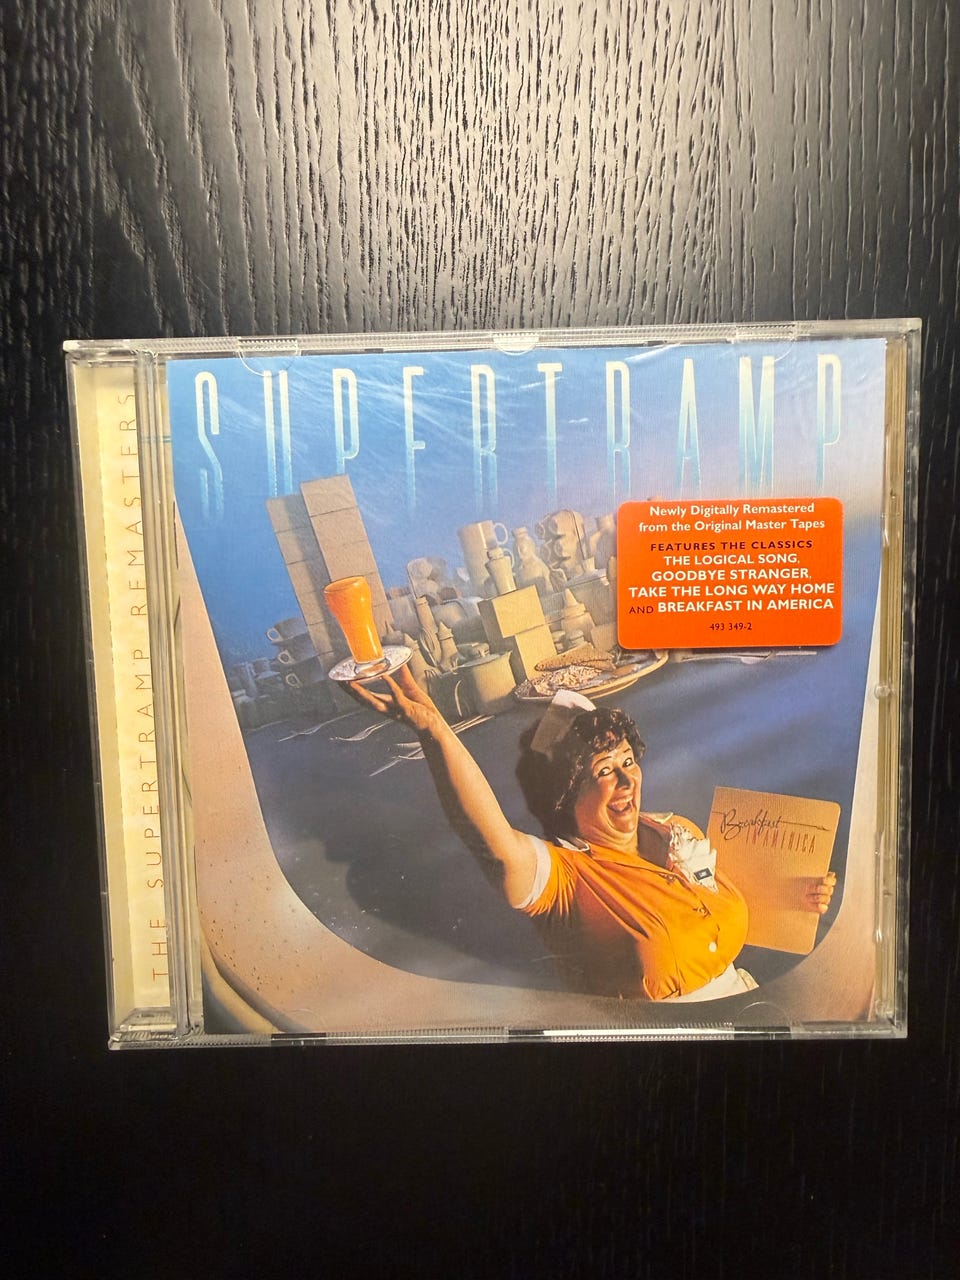 SUPERTRAMP
Newly Digitally Remastered
from the Original Master Tapes
FEATURES THE CLASSICS
THE LOGICAL SONG,
GOODBYE STRANGER,
TAKE THE LONG WAY HOME
AND BREAKFAST IN AMERICA
493 349-2
Breakfast
IN AMERICA
THE SUPERTRAMP REMASTERS